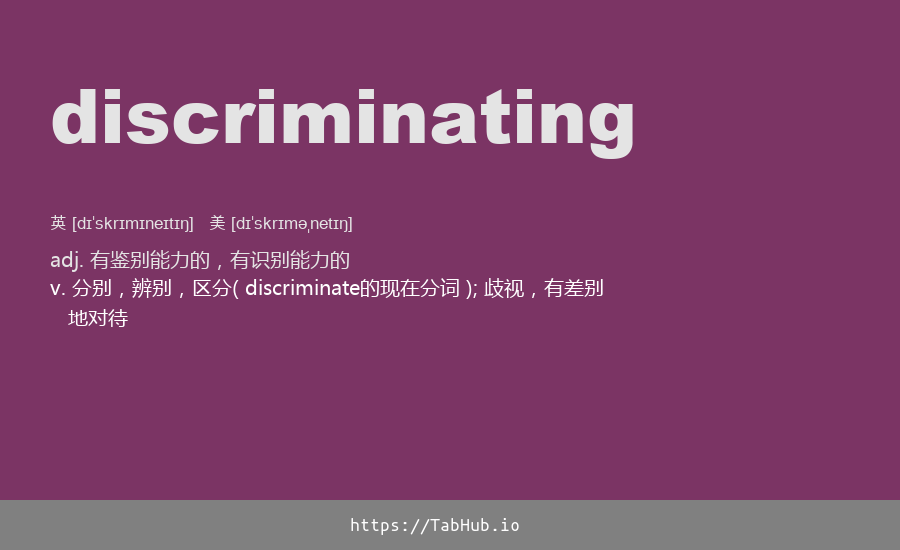 discriminating
英 [dɪˈskrɪmɪneɪtɪŋ] 美 [dɪˈskrɪməˌnetɪŋ]
adj. 有鉴别能力的，有识别能力的
v. 分别，辨别，区分( discriminate的现在分词 ); 歧视，有差别
地对待
https://TabHub.io